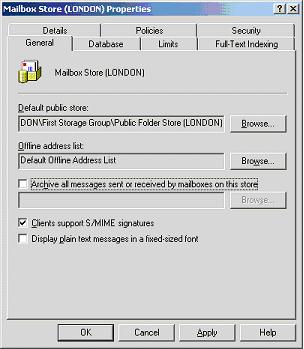 Mailbox Store (LONDON) Properties
Details Policies Security
General Database Limits Full-Text Indexing
Mailbox Store (LONDON)
Default public store:
DON\First Storage Group\Public Folder Store (LONDON)
Browse...
Offline address list:
Default Offline Address List
Browse...
Archive all messages sent or received by mailboxes on this store
Browse...
Clients support S/MIME signatures
Display plain text messages in a fixed-sized font
OK Cancel Apply Help